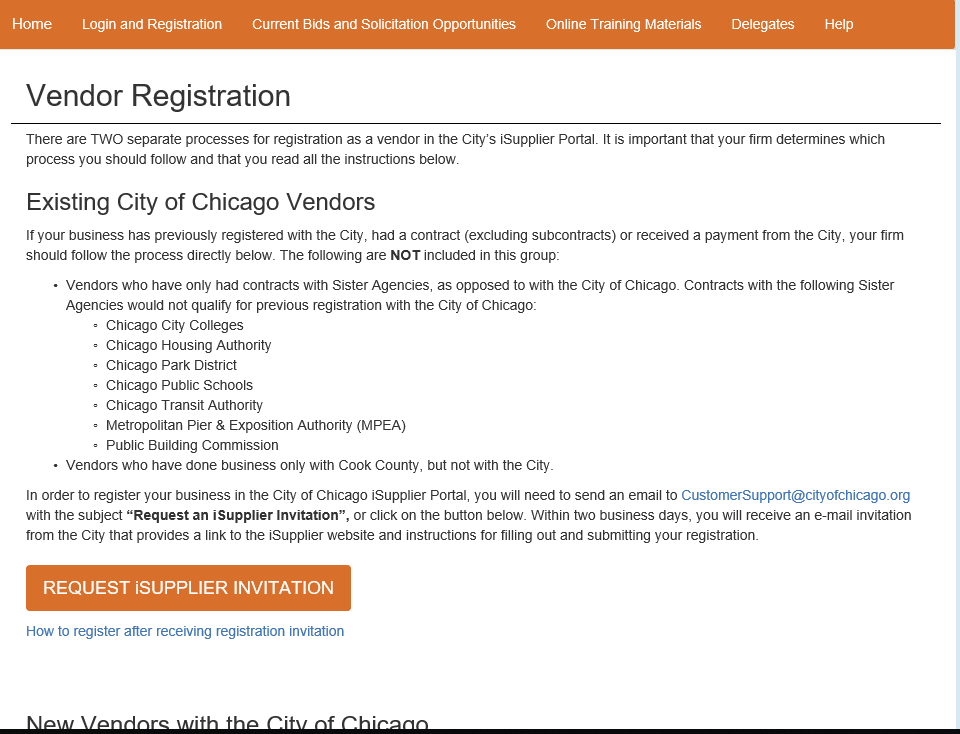 Home Login and Registration Current Bids and Solicitation Opportunities Online Training Materials Delegates Help
Vendor Registration
There are TWO separate processes for registration as a vendor in the City's iSupplier Portal. It is important that your firm determines which
process you should follow and that you read all the instructions below.
Existing City of Chicago Vendors
If your business has previously registered with the City, had a contract (excluding subcontracts) or received a payment from the City, your firm
should follow the process directly below. The following are NOT included in this group:
• Vendors who have only had contracts with Sister Agencies, as opposed to with the City of Chicago. Contracts with the following Sister
Agencies would not qualify for previous registration with the City of Chicago:
▫ Chicago City Colleges
▫ Chicago Housing Authority
▫ Chicago Park District
▫ Chicago Public Schools
▫ Chicago Transit Authority
▫ Metropolitan Pier & Exposition Authority (MPEA)
▫ Public Building Commission
• Vendors who have done business only with Cook County, but not with the City.
In order to register your business in the City of Chicago iSupplier Portal, you will need to send an email to CustomerSupport@cityofchicago.org
with the subject “Request an iSupplier Invitation”, or click on the button below. Within two business days, you will receive an e-mail invitation
from the City that provides a link to the iSupplier website and instructions for filling out and submitting your registration.
REQUEST iSUPPLIER INVITATION
How to register after receiving registration invitation
New Vendors with the City of Chicago